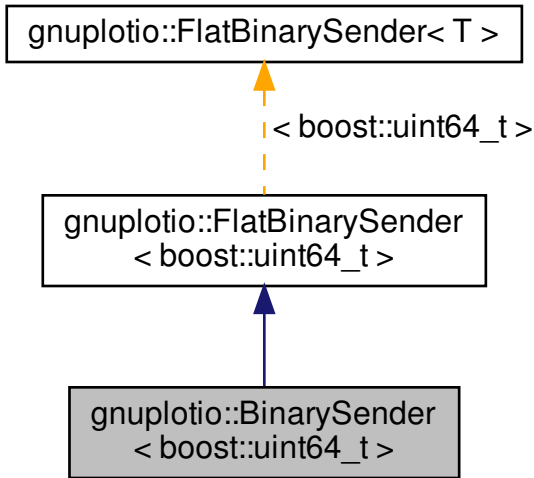 gnuplotio::FlatBinarySender< T >
< boost::uint64_t >
gnuplotio::FlatBinarySender
< boost::uint64_t >
gnuplotio::BinarySender
< boost::uint64_t >